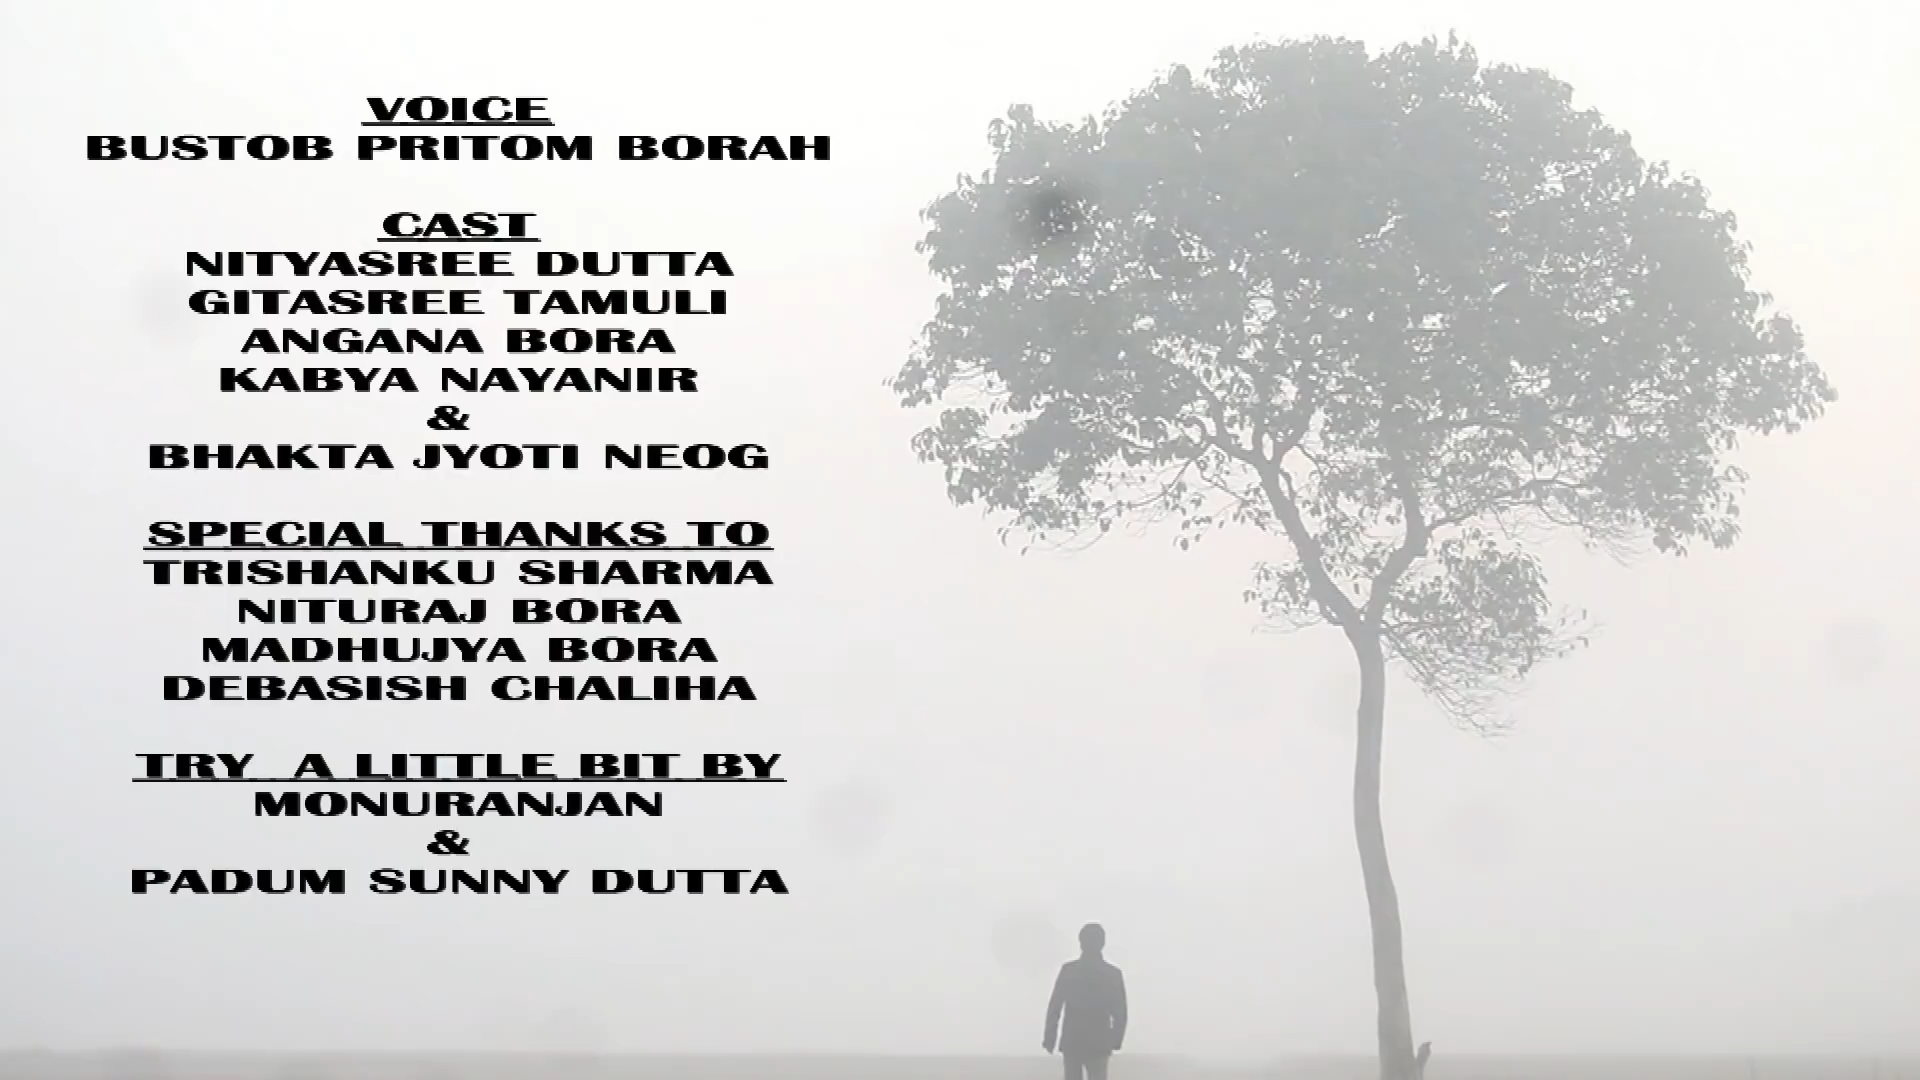 VOICE
BUSTOB PRITOM BORAH
CAST
NITYASREE DUTTA
GITASREE TAMULI
ANGANA BORA
KABYA NAYANIR
&
BHAKTA JYOTI NEOG
SPECIAL THANKS TO
TRISHANKU SHARMA
NITURAJ BORA
MADHUJYA BORA
DEBASISH CHALIHA
TRY  A LITTLE BIT BY
MONURANJAN
&
PADUM SUNNY DUTTA